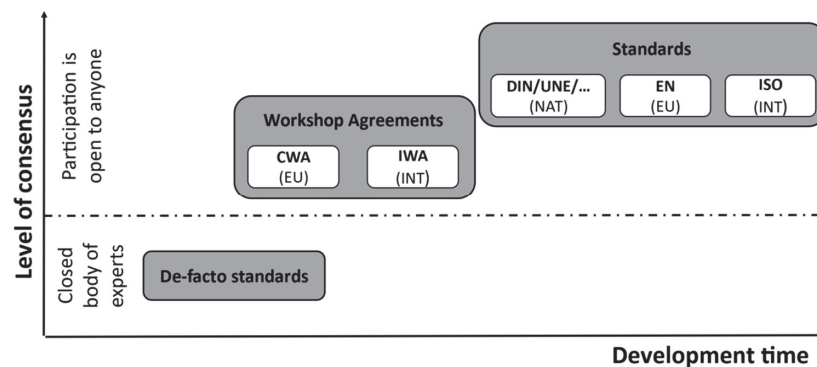 Level of consensus
Participation is
open to anyone
Closed
body of
experts
Standards
DIN/UNE/...
(NAT)
EN
(EU)
ISO
(INT)
Workshop Agreements
CWA
(EU)
IWA
(INT)
De-facto standards
Development time